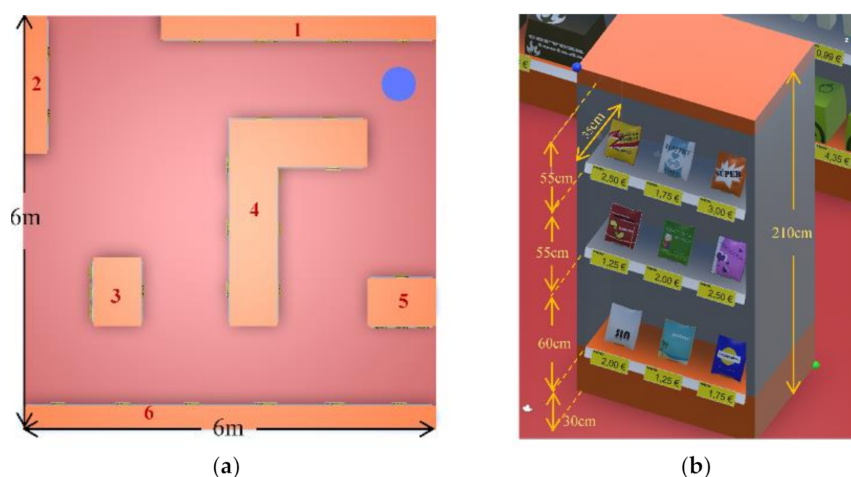 1
2
4
6m
3
5
6
6m
(a)
0,99 €
4,35 €
35cm
55cm
SUPER
2,50 €
1,75 €
3,00 €
210cm
55cm
1,25 €
2,00 €
2,50 €
60cm
2,00 €
1,25 €
1,75 €
30cm
(b)